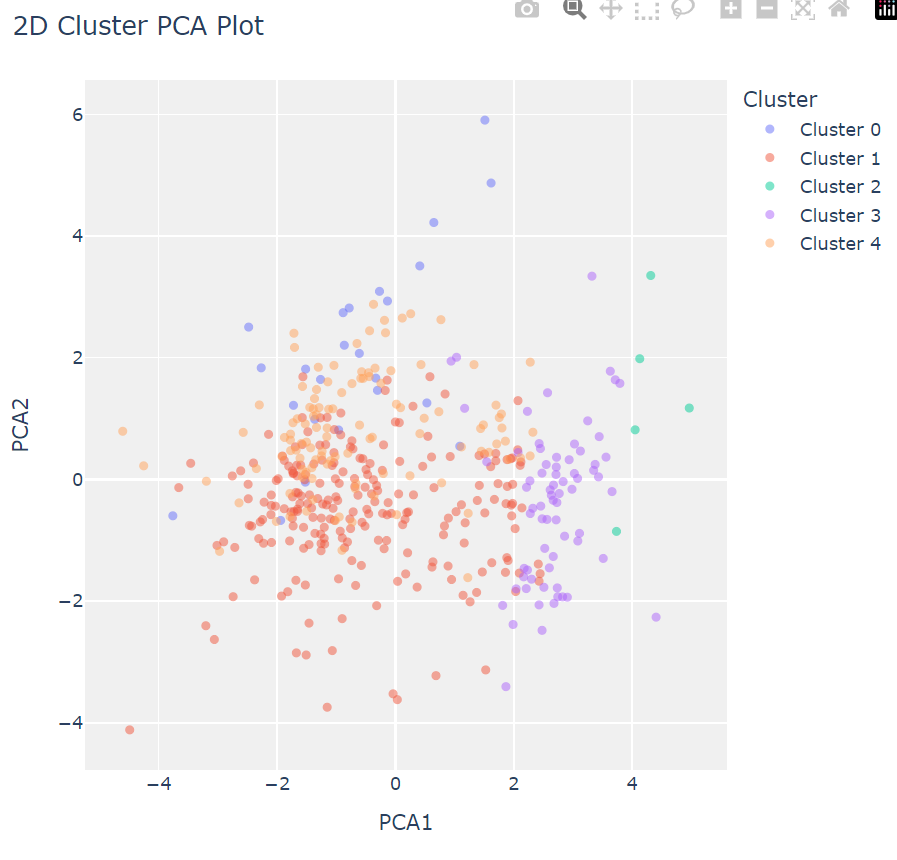 2D Cluster PCA Plot
Cluster
Cluster 0
Cluster 1
Cluster 2
Cluster 3
Cluster 4
6
4
2
0
−2
−4
PCA2
−4
−2
0
2
4
PCA1